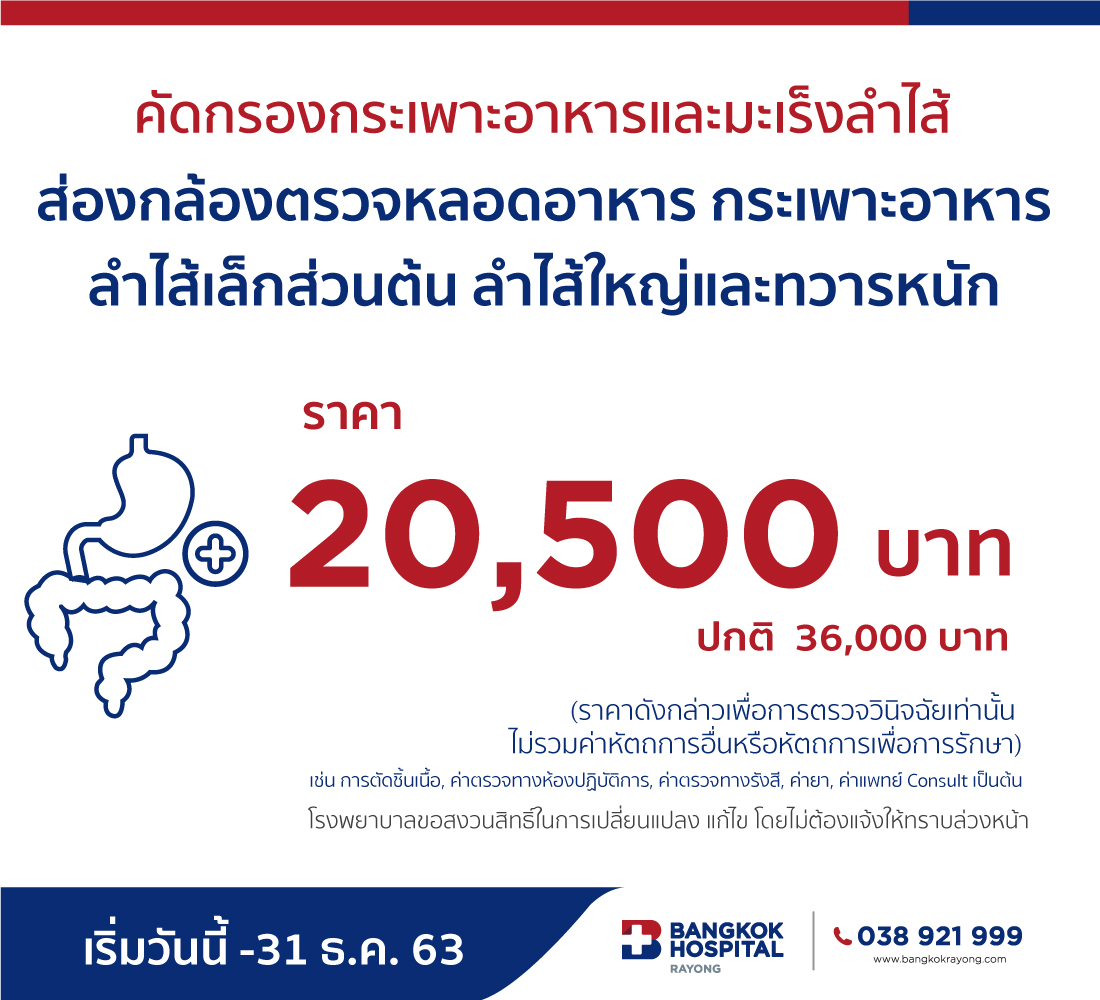 คัดกรองกระเพาะอาหารและมะเร็งลำไส้
ส่องกล้องตรวจหลอดอาหาร กระเพาะอาหาร
ลำไส้เล็กส่วนต้น ลำไส้ใหญ่และทวารหนัก
ราคา
20,500 บาท
ปกติ 36,000 บาท
(ราคาดังกล่าวเพื่อการตรวจวินิจฉัยเท่านั้น
ไม่รวมค่าหัตถการอื่นหรือหัตถการเพื่อการรักษา)
เช่น การตัดชิ้นเนื้อ, ค่าตรวจทางห้องปฏิบัติการ, ค่าตรวจทางรังสี, ค่ายา, ค่าแพทย์ Consult เป็นต้น
โรงพยาบาลขอสงวนสิทธิ์ในการเปลี่ยนแปลง แก้ไข โดยไม่ต้องแจ้งให้ทราบล่วงหน้า
เริ่มวันนี้ -31 ธ.ค. 63
BANGKOK
HOSPITAL
RAYONG
038 921 999
www.bangkokrayong.com